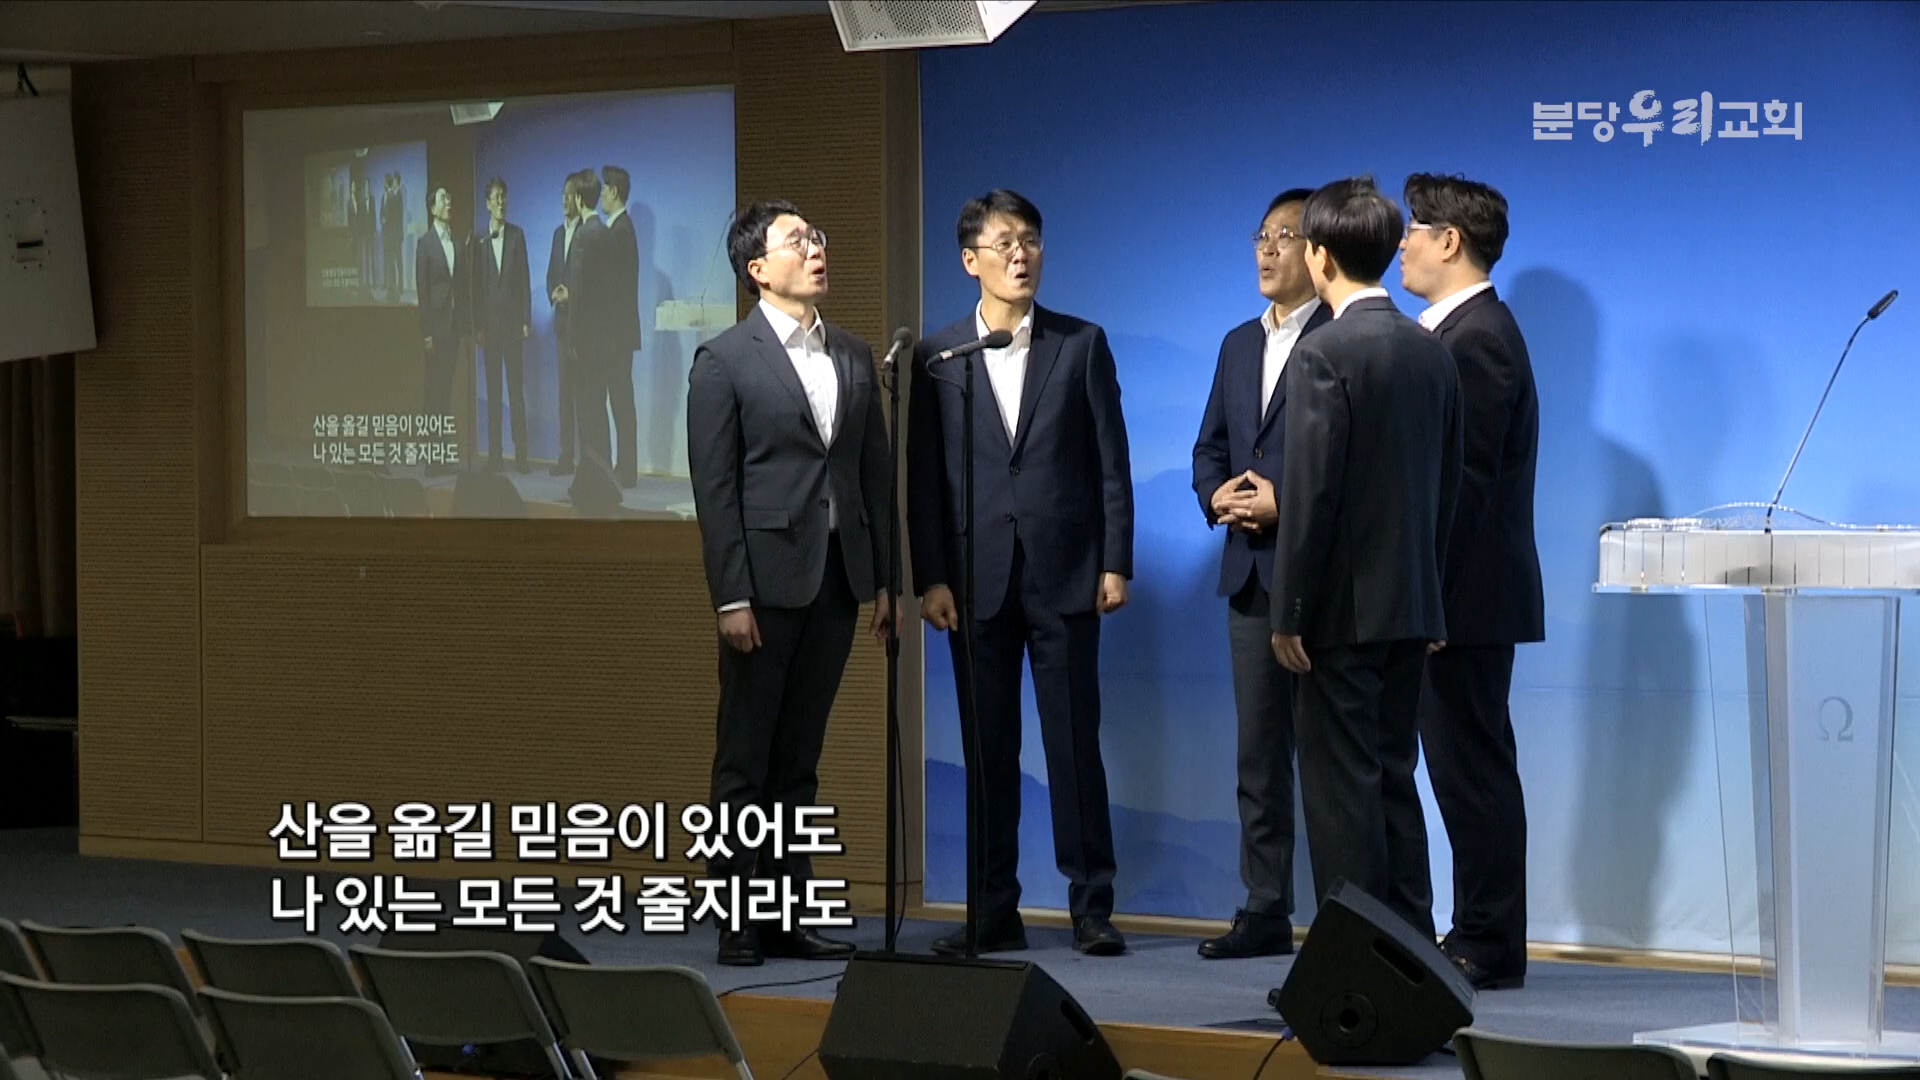 분당우리교회
산을 옮길 믿음이 있어도
나 있는 모든 것 줄지라도
산을 옮길 믿음이 있어도
나 있는 모든 것 줄지라도
Ω